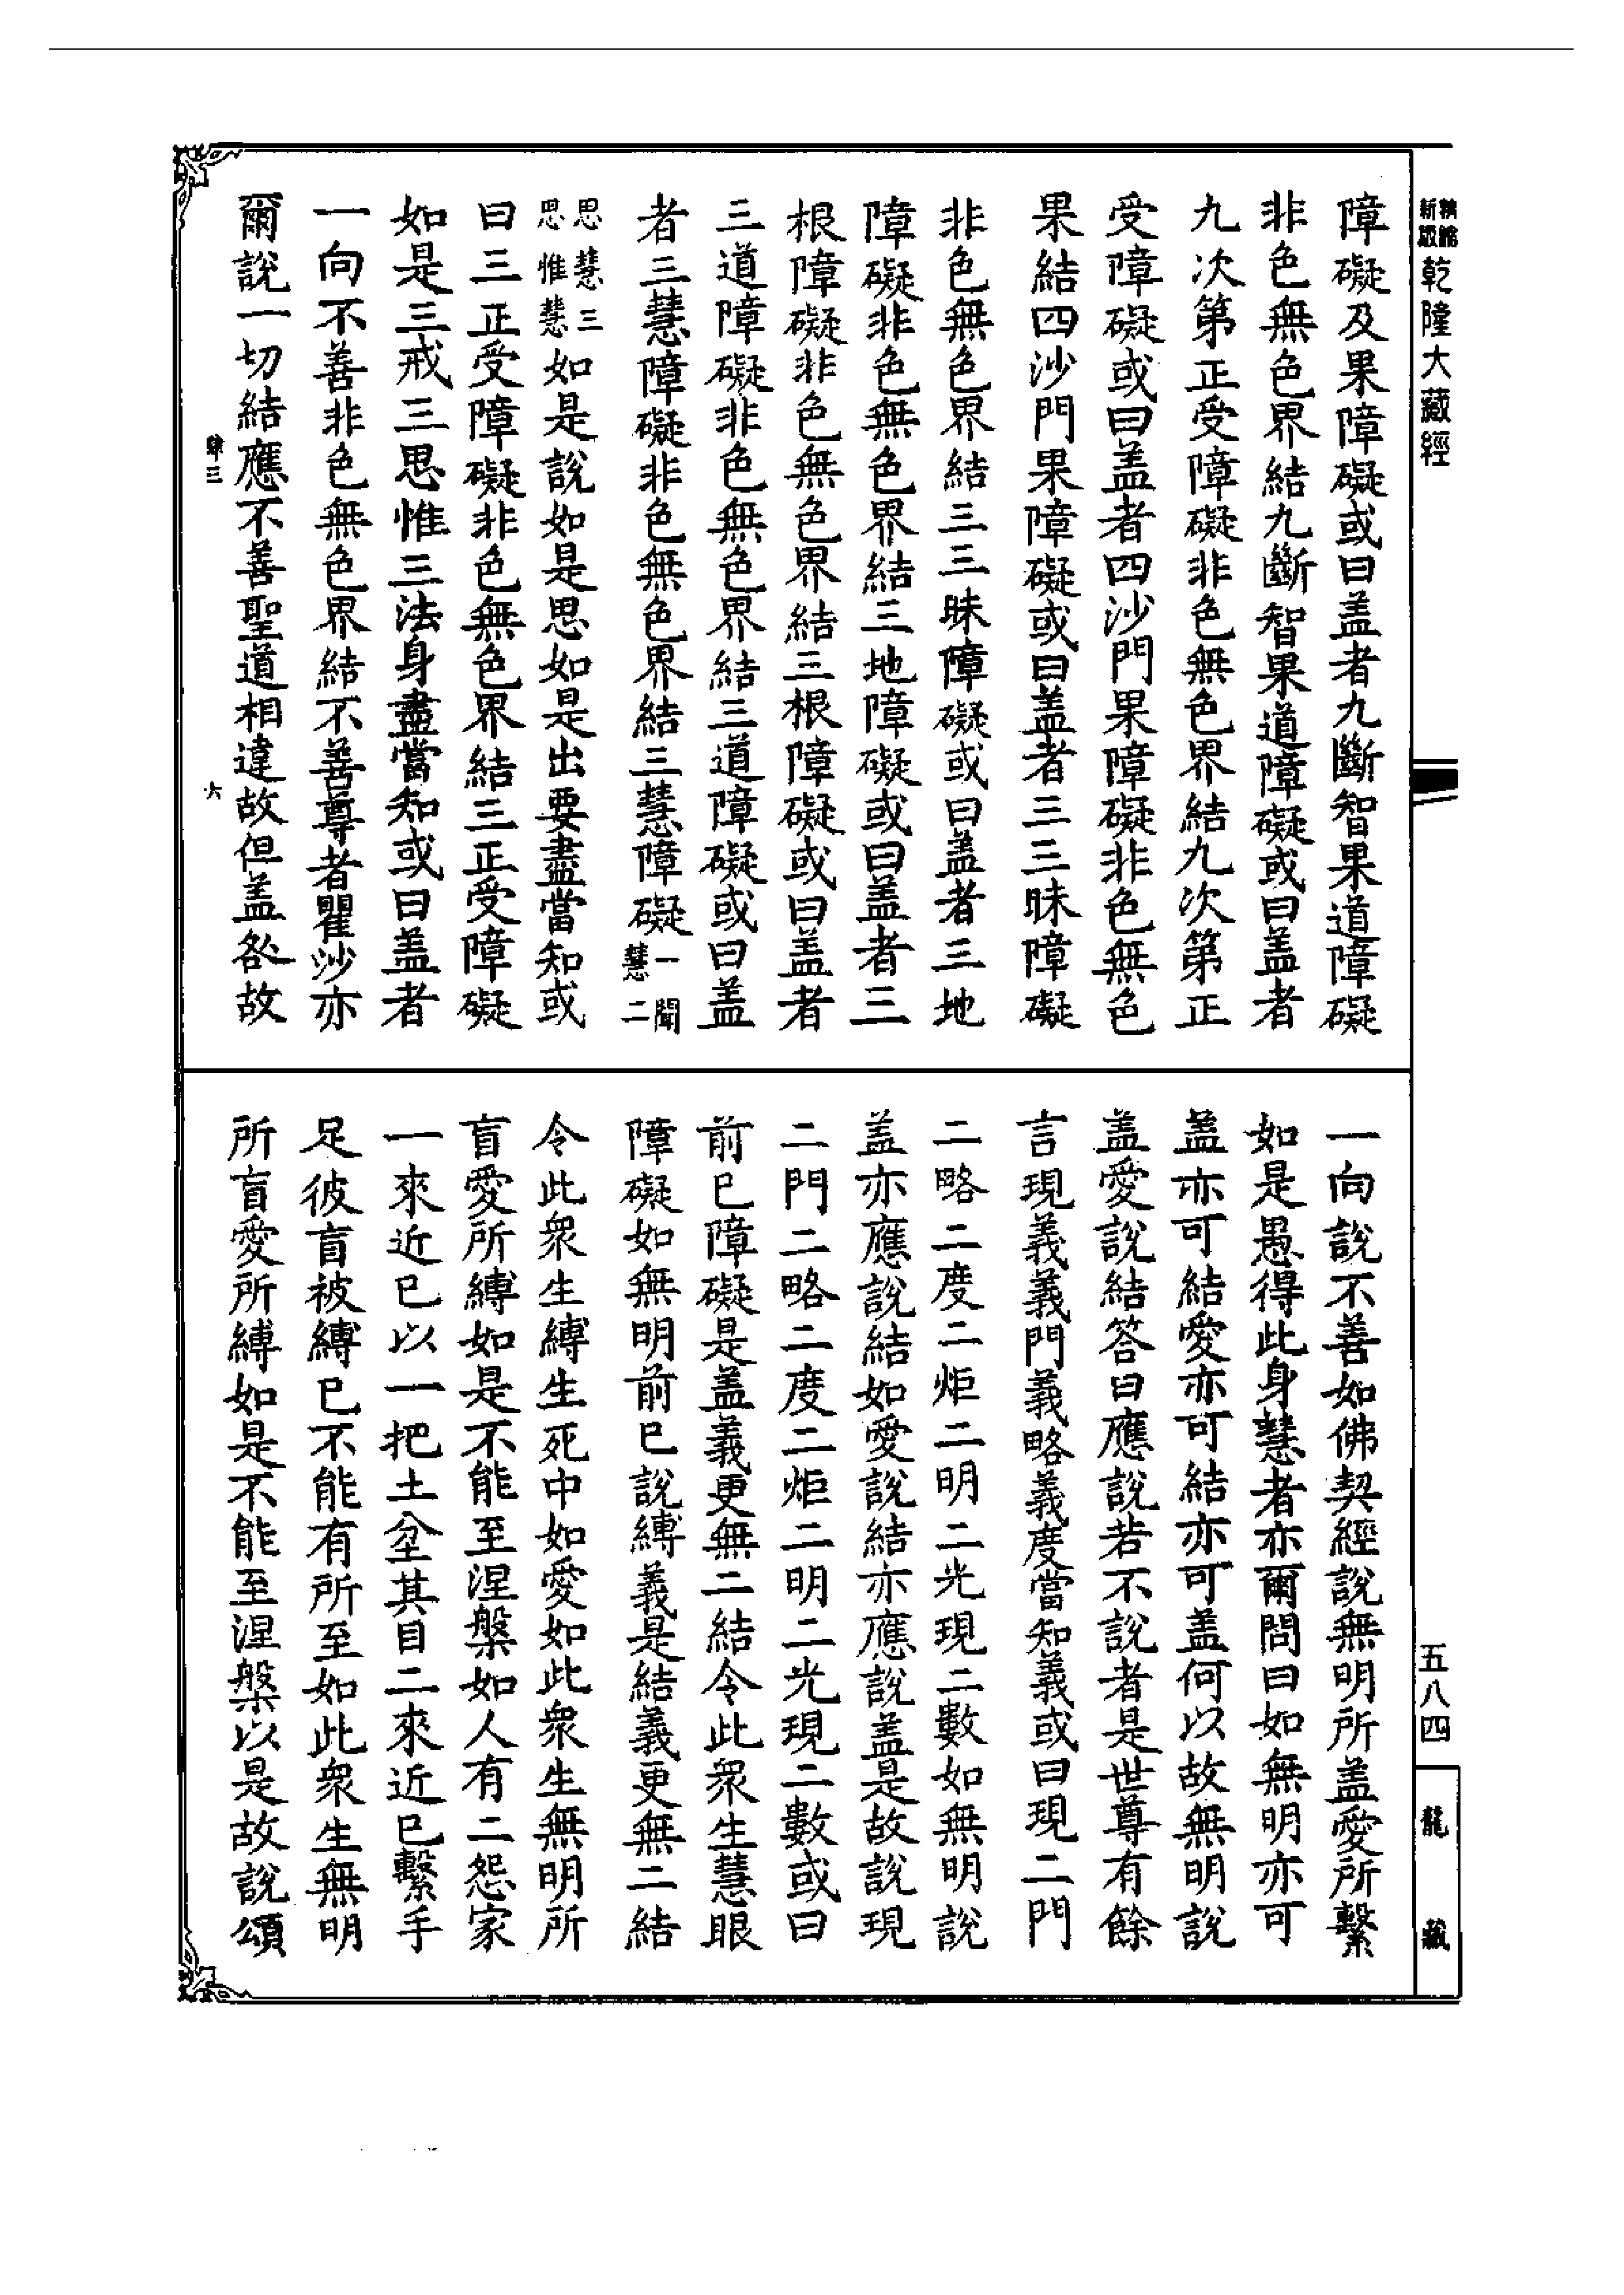 新版 精縮 乾隆大藏經
五八四
龍藏
障礙及果障礙或曰盖者九斷智果道障礙
非色無色界結九斷智果道障礙或曰盖者
九次第正受障礙非色無色界結九次第正
受障礙或曰盖者四沙門果障礙非色無色
果結四沙門果障礙或曰盖者三三昧障礙
非色無色界結三三昧障礙或曰盖者三地
障礙非色無色界結三地障礙或曰盖者三
根障礙非色無色界結三根障礙或曰盖者
三道障礙非色無色界結三道障礙或曰盖
者三慧障礙非色無色界結三慧障礙一聞慧二
思慧三思惟慧如是說如是思如是出要盡當知或
曰三正受障礙非色無色界結三正受障礙
如是三戒三思惟三法身盡當知或曰盖者
一向不善非色無色界結不善尊者瞿沙亦
爾說一切結應不善聖道相違故但盖咎故
肆三 六
一向說不善如佛契經說無明所盖愛所繫
如是愚得此身慧者亦爾問曰如無明亦可
盖亦可結愛亦可結亦可盖何以故無明說
盖愛說結答曰應說若不說者是世尊有餘
言現義義門義略義度當知義或曰現二門
二略二度二炬二明二光現二數如無明說
盖亦應說結如愛說結亦應說盖是故說現
二門二略二度二炬二明二光現二數或曰
前已障礙是盖義更無二結令此衆生慧眼
障礙如無明前已說縛義是結義更無二結
令此衆生縛生死中如愛如此衆生無明所
盲愛所縛如是不能至涅槃如人有二怨家
一來近已以一把土坌其目二來近已繫手
足彼盲被縛已不能有所至如此衆生無明
所盲愛所縛如是不能至涅槃以是故說頌